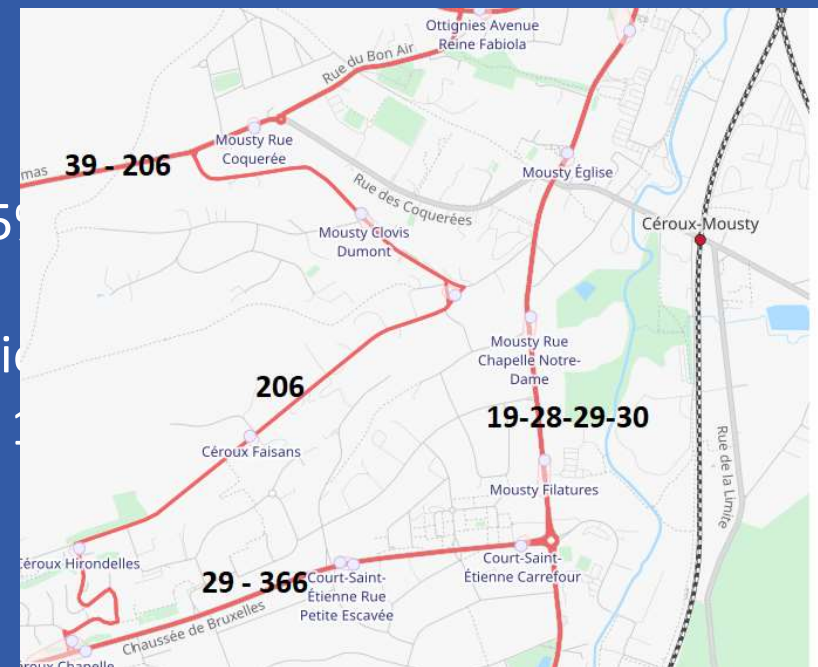 Ottignies Avenue
Reine Fabiola
Rue du Bon Air
Mousty Rue
Coquerée
39 - 206
Mousty Église
Rue des Coquerées
Céroux-Mousty
Mousty Clovis
Dumont
Mousty Rue
Chapelle Notre-
Dame
206
19-28-29-30
Céroux Faisans
Rue de la Limite
Mousty Filatures
Court-Saint-
Étienne Carrefour
Hirondelles
29 - 366
Court-Saint-
Étienne Rue
Petite Escavée
Chaussée de Bruxelles
Chapelle